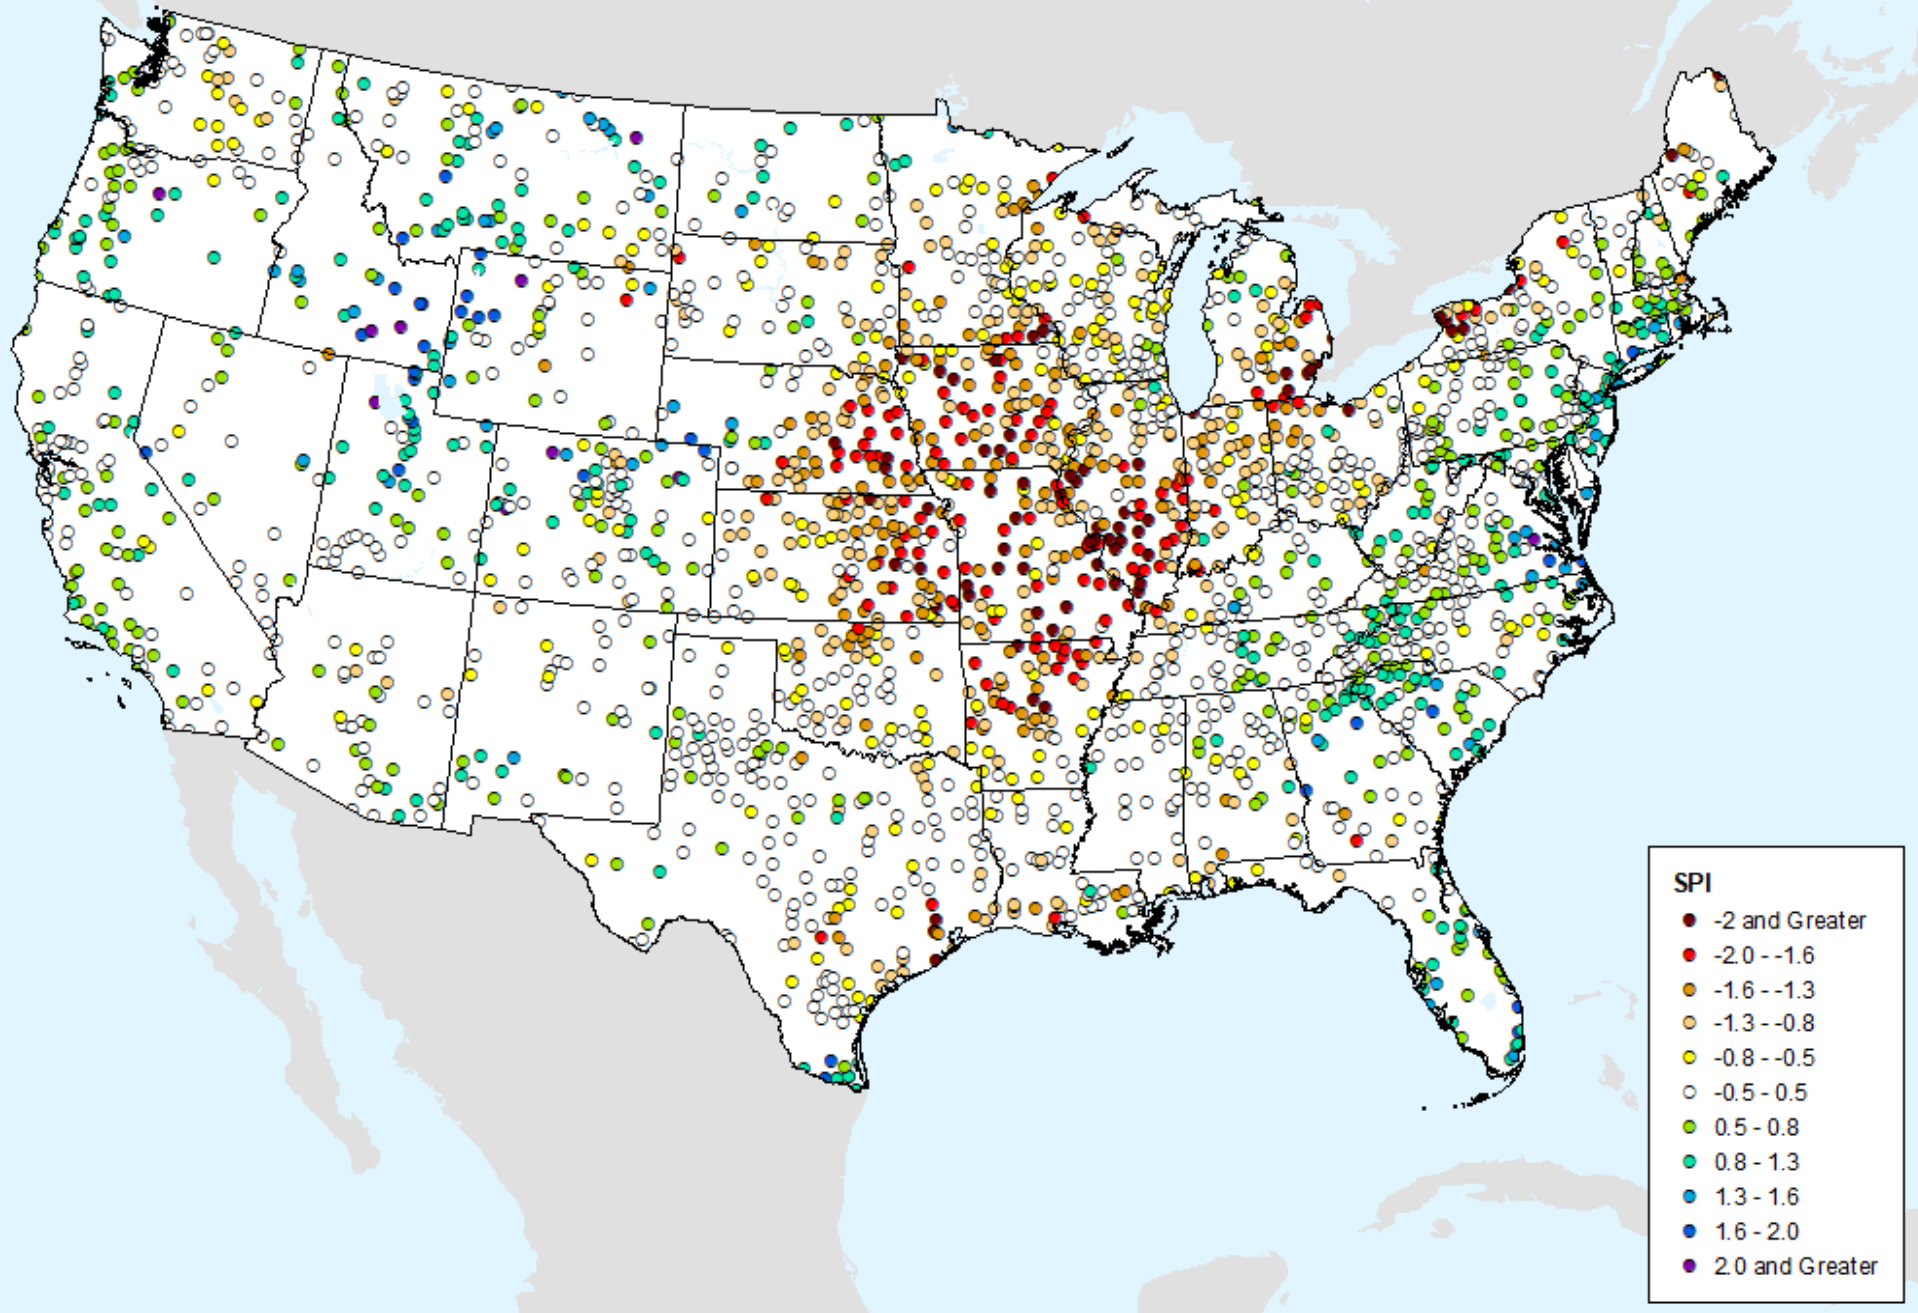 SPI
-2 and Greater
-2.0 - -1.6
-1.6 - -1.3
-1.3 - -0.8
-0.8 - -0.5
-0.5 - 0.5
0.5 - 0.8
0.8 - 1.3
1.3 - 1.6
1.6 - 2.0
2.0 and Greater